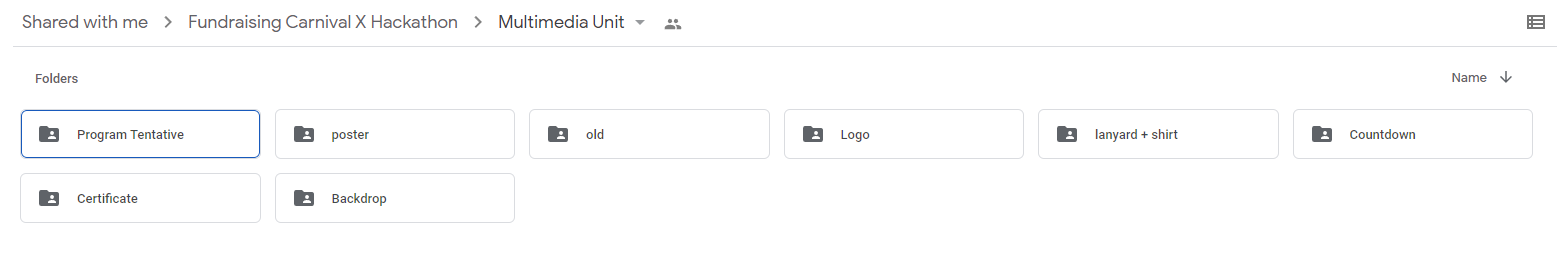 Shared with me > Fundraising Carnival X Hackathon > Multimedia Unit
Folders Name
Program Tentative poster old Logo lanyard + shirt Countdown
Certificate Backdrop